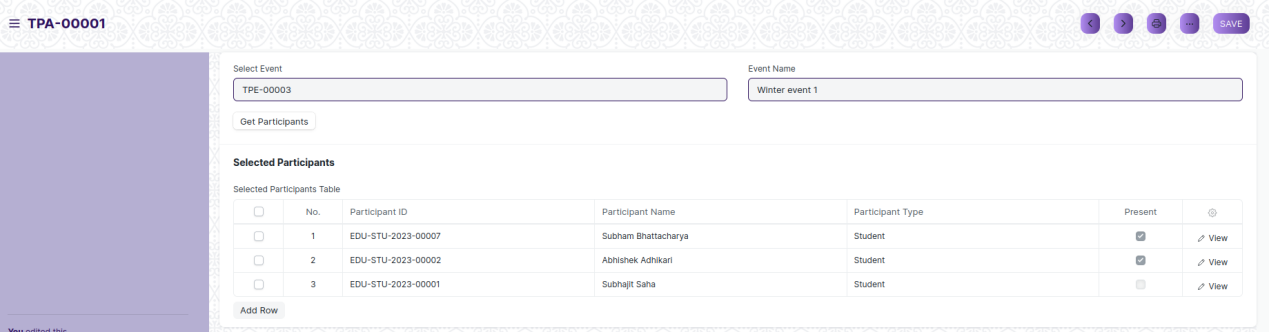 TPA-00001
SAVE
Select Event
Event Name
TPE-00003
Winter event 1
Get Participants
Selected Participants
Selected Participants Table
No. Participant ID Participant Name Participant Type Present
1 EDU-STU-2023-00007 Subham Bhattacharya Student View
2 EDU-STU-2023-00002 Abhishek Adhikari Student View
3 EDU-STU-2023-00001 Subhajit Saha Student View
Add Row
You edited this